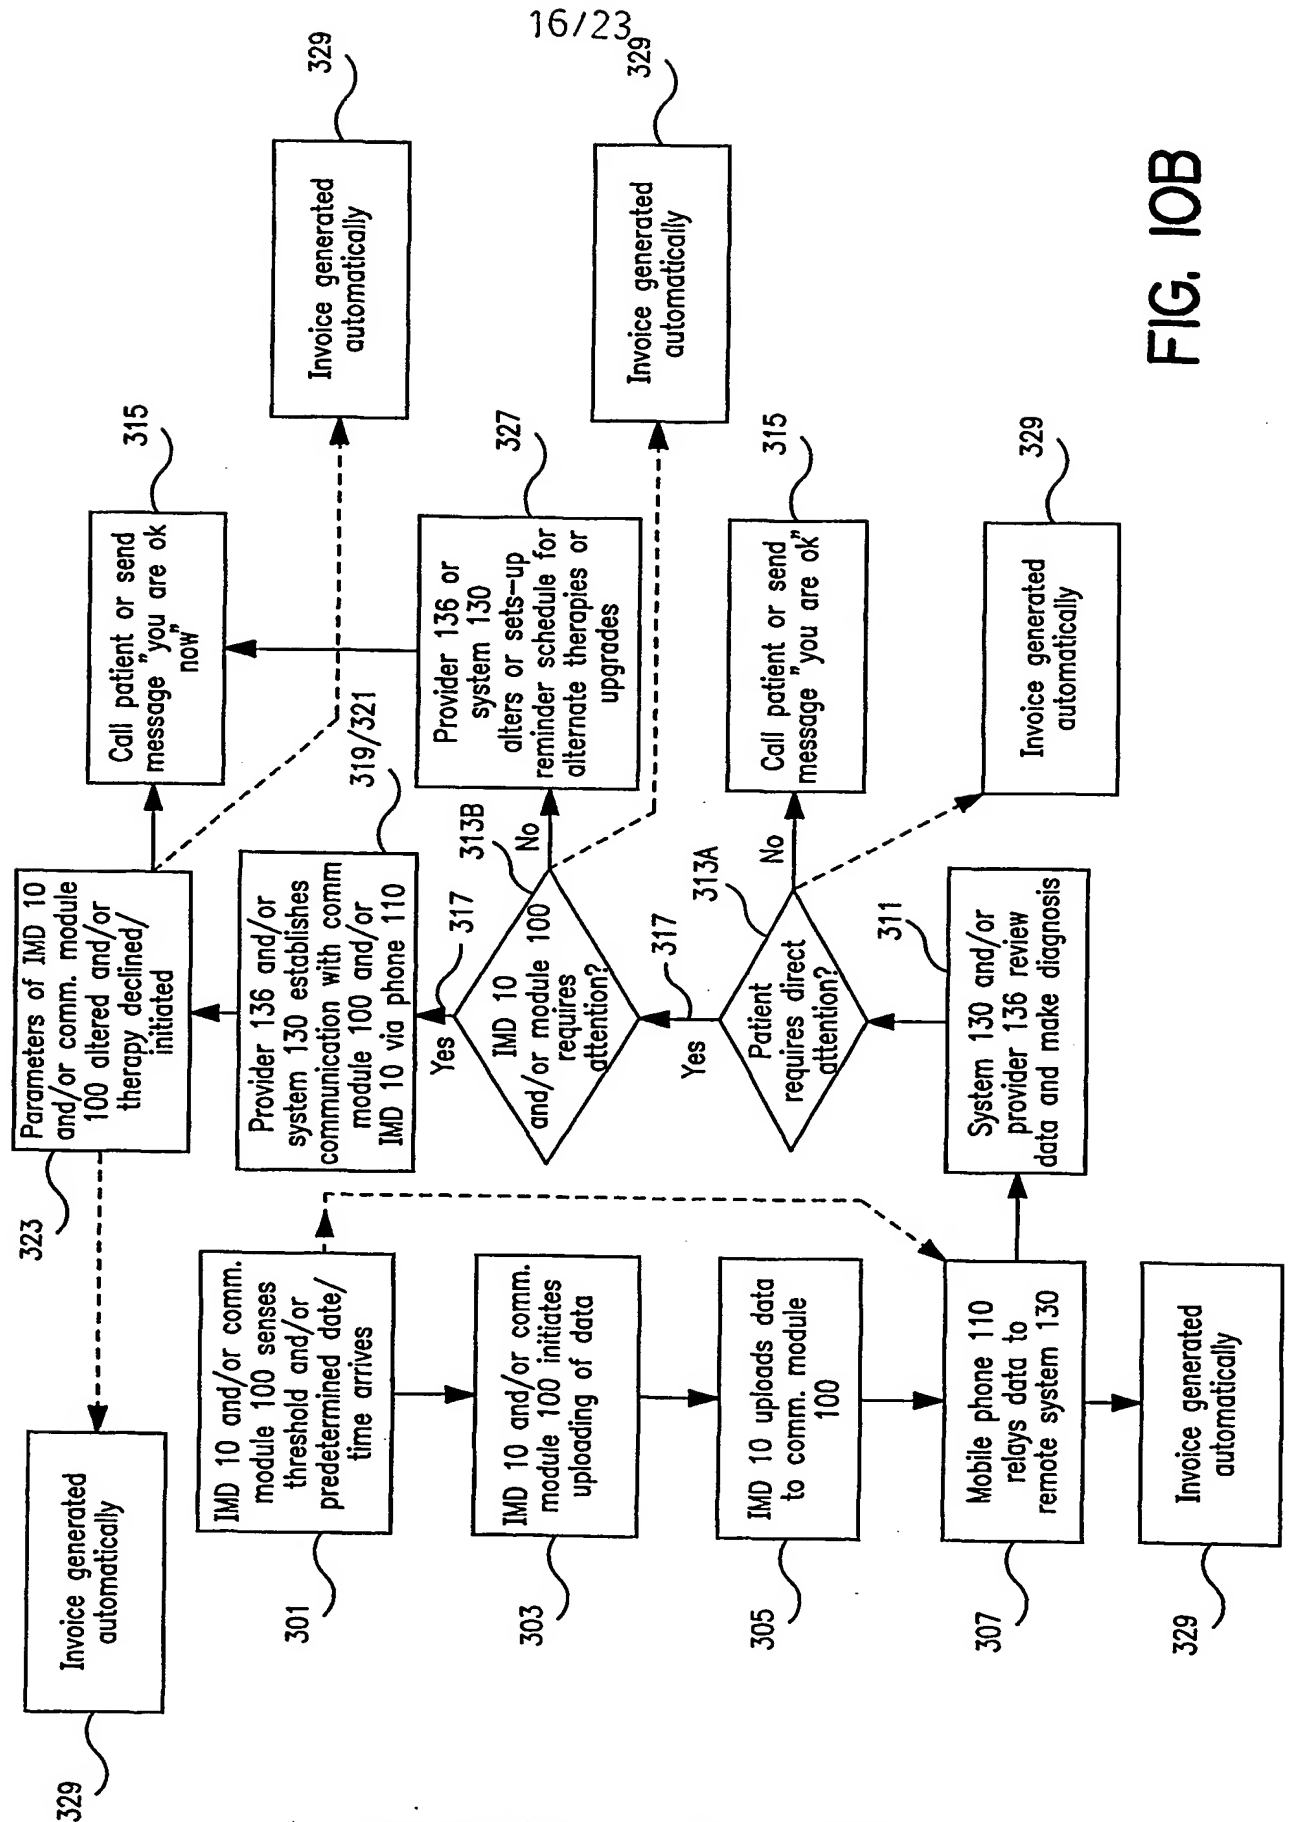 16/23
329
Invoice generated
automatically
323
Parameters of IMD 10
and/or comm. module
100 altered and/or
therapy declined/
initiated
315
Call patient or send
message "you are ok
now"
329
Invoice generated
automatically
301
IMD 10 and/or comm.
module 100 senses
threshold and/or
predetermined date/
time arrives
319/321
Provider 136 and/or
system 130 establishes
communication with comm
module 100 and/or
IMD 10 via phone 110
Yes
317
303
IMD 10 and/or comm.
module 100 initiates
uploading of data
313B
IMD 10
and/or module 100
requires
attention?
No
327
Provider 136 or
system 130
alters or sets-up
reminder schedule for
alternate therapies or
upgrades
329
Invoice generated
automatically
Yes
317
305
IMD 10 uploads data
to comm. module
100
313A
Patient
requires direct
attention?
No
315
Call patient or send
message "you are ok"
307
Mobile phone 110
relays data to
remote system 130
311
System 130 and/or
provider 136 review
data and make diagnosis
329
Invoice generated
automatically
329
Invoice generated
automatically
FIG. 10B